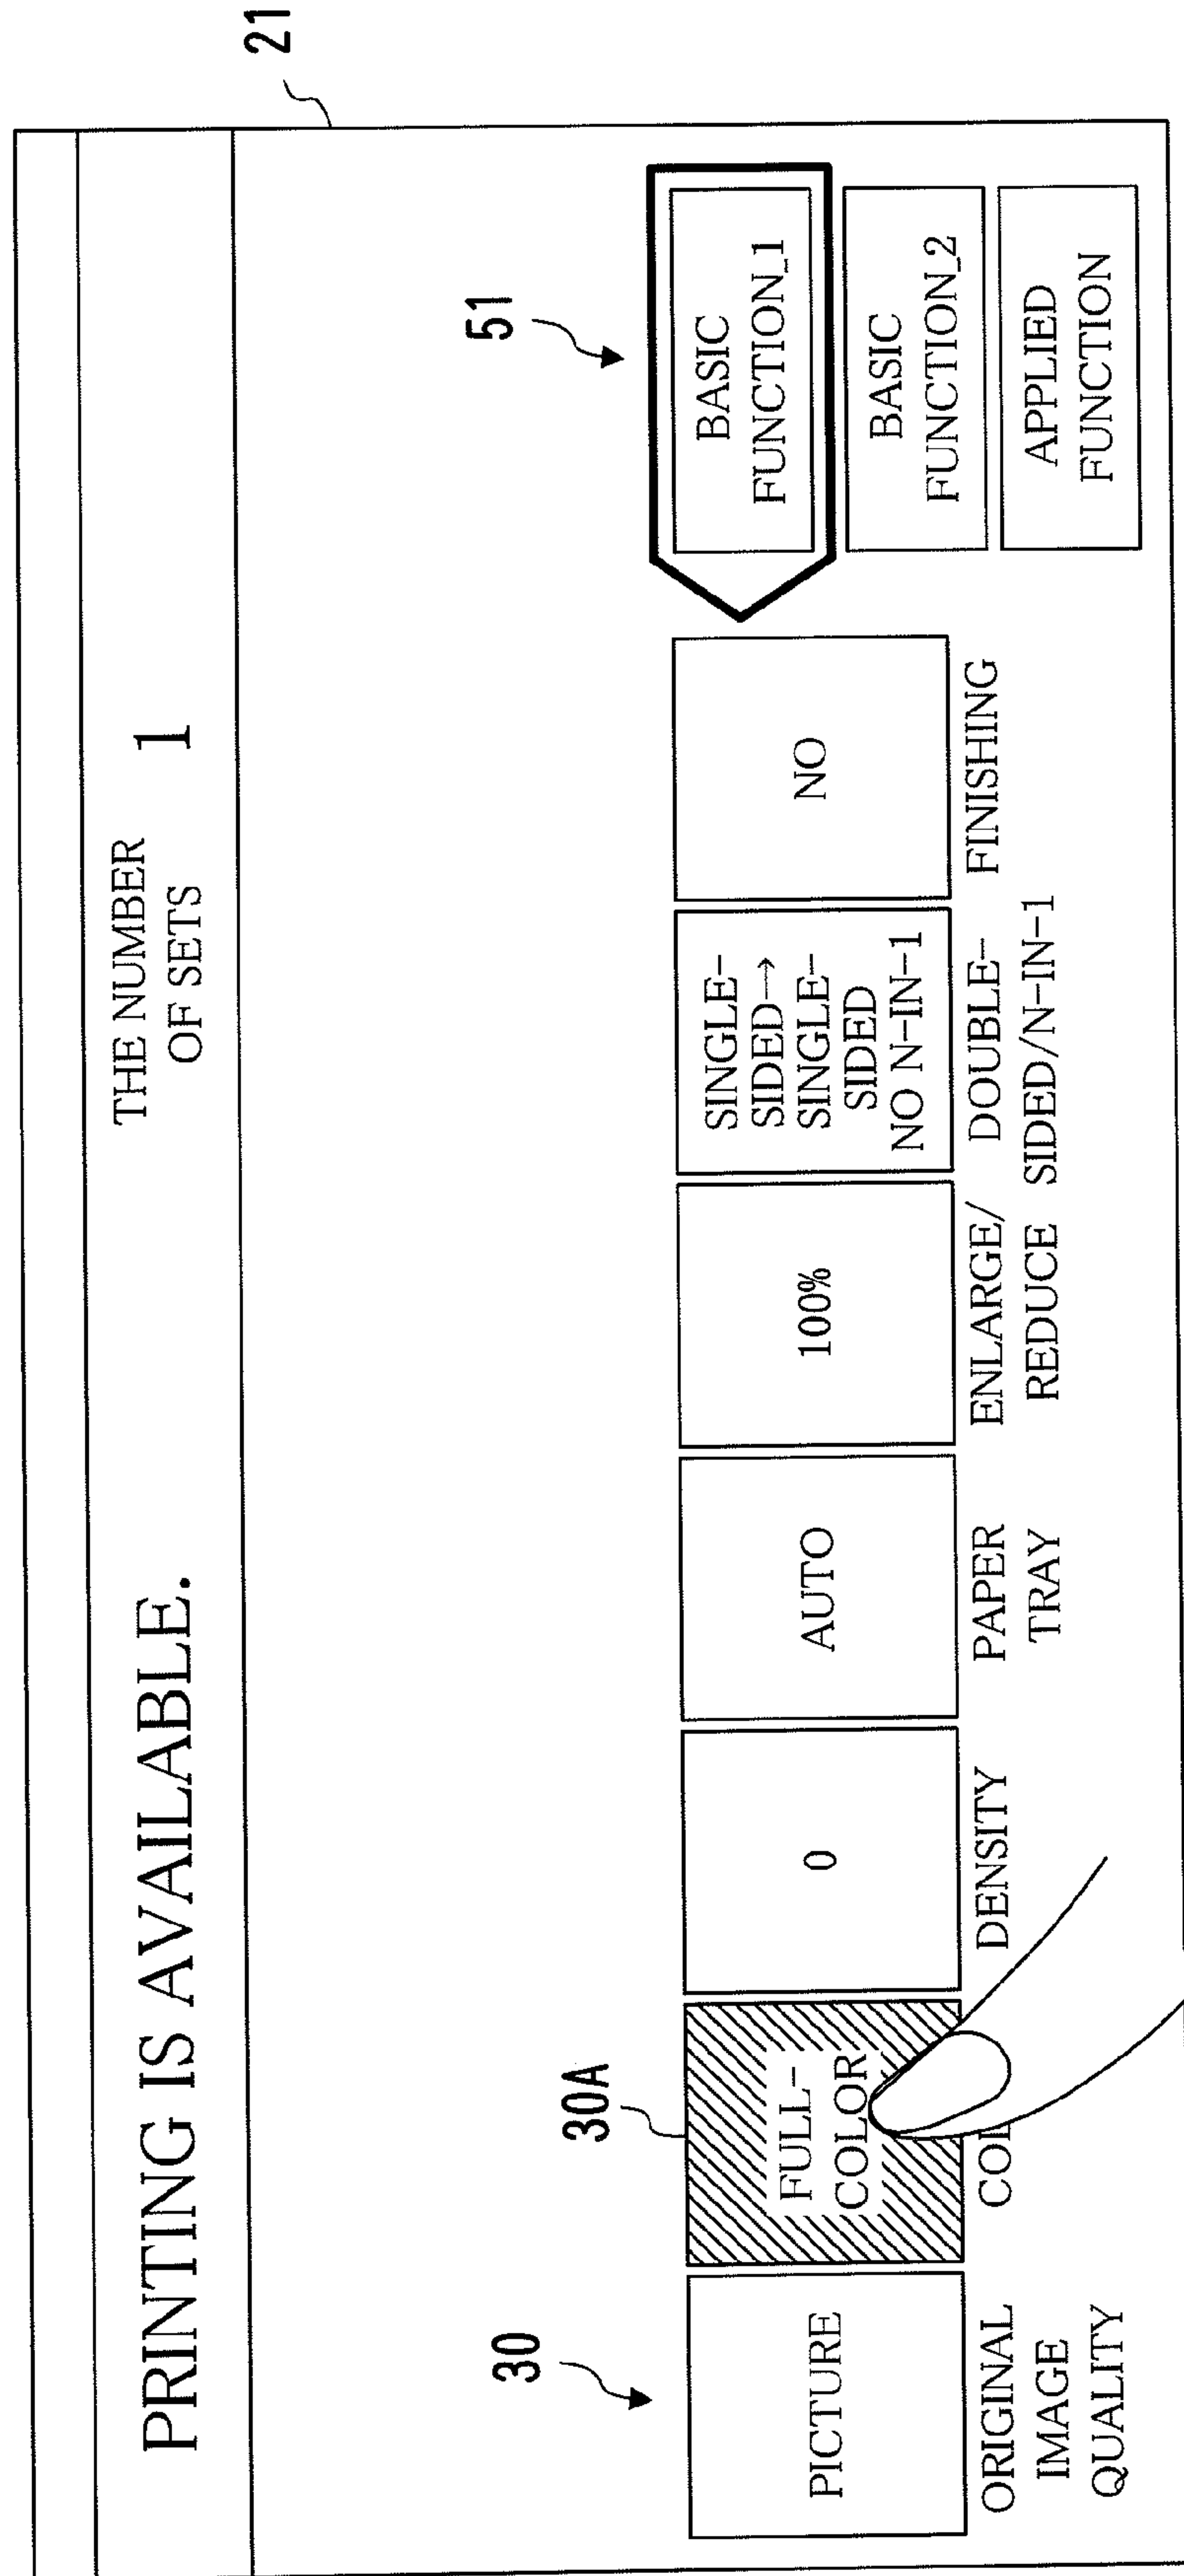 21
PRINTING IS AVAILABLE.
THE NUMBER
OF SETS
1
30
30A
51
PICTURE
FULL-
COLOR
0
AUTO
100%
SINGLE-
SIDED→
SINGLE-
SIDED
NO N-IN-1
NO
ORIGINAL
IMAGE
QUALITY
COL
DENSITY
PAPER
TRAY
ENLARGE/
REDUCE
DOUBLE-
SIDED/N-IN-1
FINISHING
BASIC
FUNCTION_1
BASIC
FUNCTION_2
APPLIED
FUNCTION